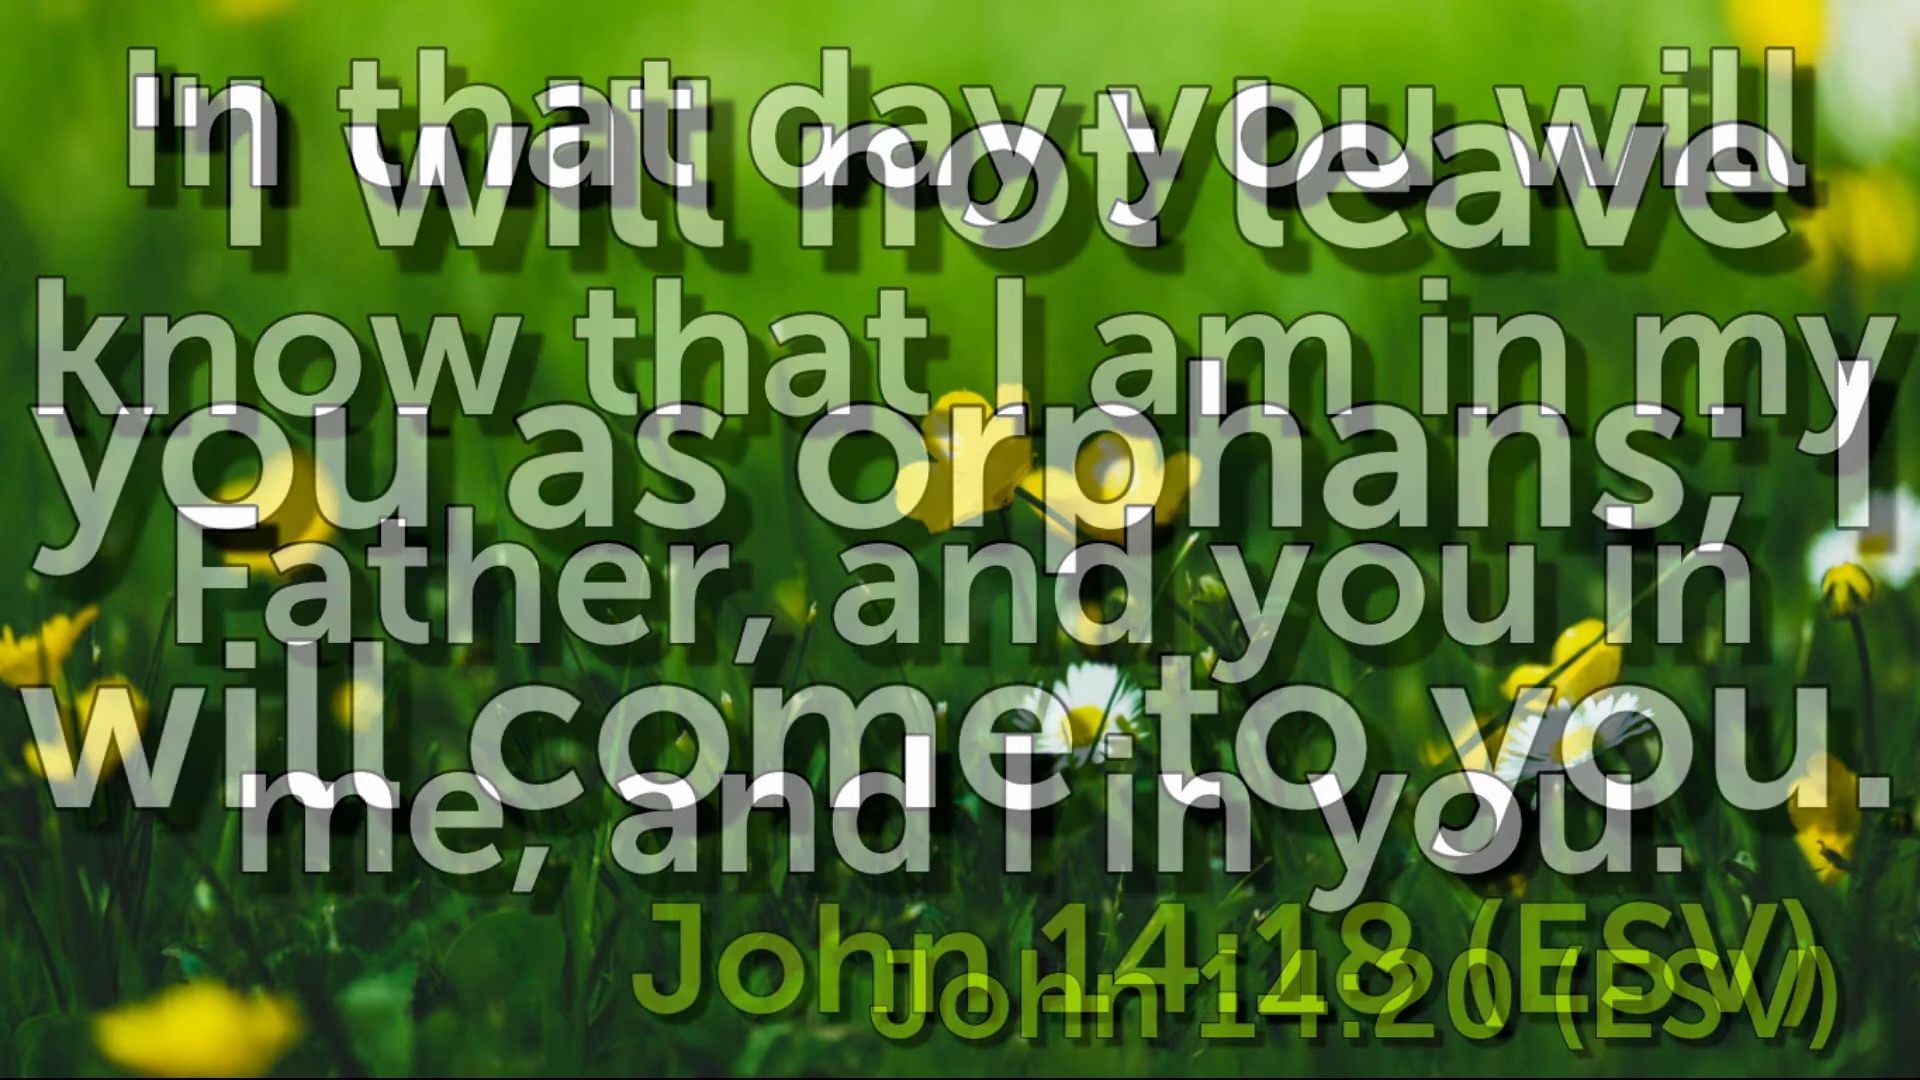 "I will not leave
you as orphans; I
will come to you.
John 14:18 (ESV)
In that day you will
know that I am in my
Father, and you in
me, and I in you.
John 14:20 (ESV)